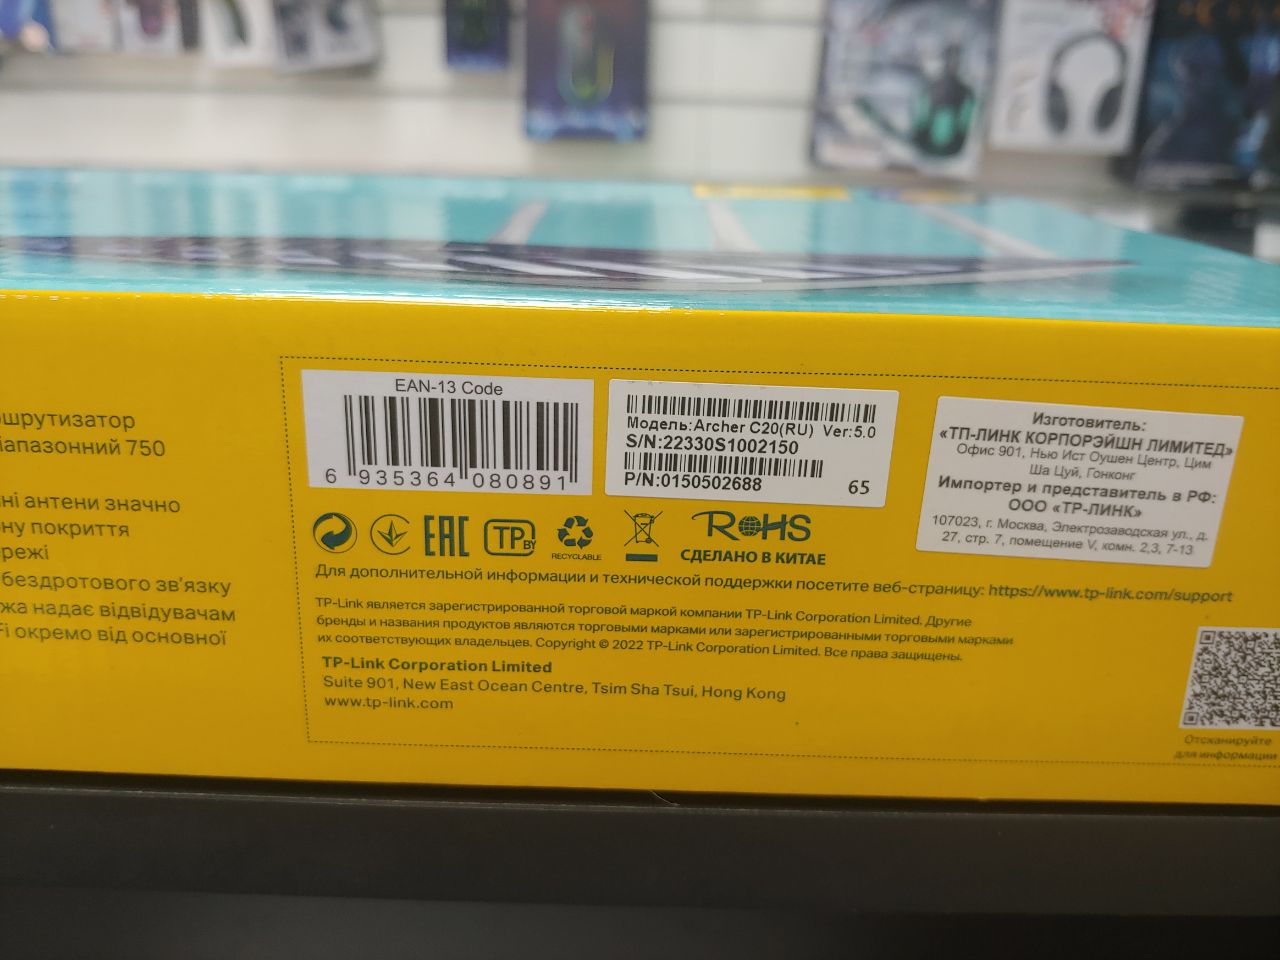 EAN-13 Code
6 935364 080891
Модель:Archer C20(RU) Ver:5.0
S/N:22330S1002150
P/N:0150502688
65
Изготовитель:
«ТП-ЛИНК КОРПОРЭЙШН ЛИМИТЕД»
Офис 901, Нью Ист Оушен Центр, Цим
Ша Цуй, Гонконг
Импортер и представитель в РФ:
ООО «ТР-ЛИНК»
107023, г. Москва, Электрозаводская ул., д.
27, стр. 7, помещение V, комн. 2,3, 7-13
EAC
TP BY
RECYCLABLE
RoHS
СДЕЛАНО В КИТАЕ
Для дополнительной информации и технической поддержки посетите веб-страницу: https://www.tp-link.com/support
TP-Link является зарегистрированной торговой маркой компании TP-Link Corporation Limited. Другие
бренды и названия продуктов являются торговыми марками или зарегистрированными торговыми марками
их соответствующих владельцев. Copyright © 2022 TP-Link Corporation Limited. Все права защищены.
TP-Link Corporation Limited
Suite 901, New East Ocean Centre, Tsim Sha Tsui, Hong Kong
www.tp-link.com
Отсканируйте
для информации
шрутизатор
іапазонний 750
ні антени значно
ону покриття
режі
бездротового зв'язку
жа надає відвідувачам
Fi окремо від основної